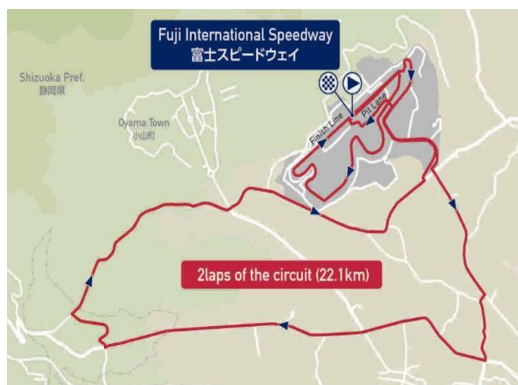 Fuji International Speedway
富士スピードウェイ
Shizuoka Pref.
静岡県
Oyama Town
小山町
Finish Line
Pit Lane
2laps of the circuit (22.1km)